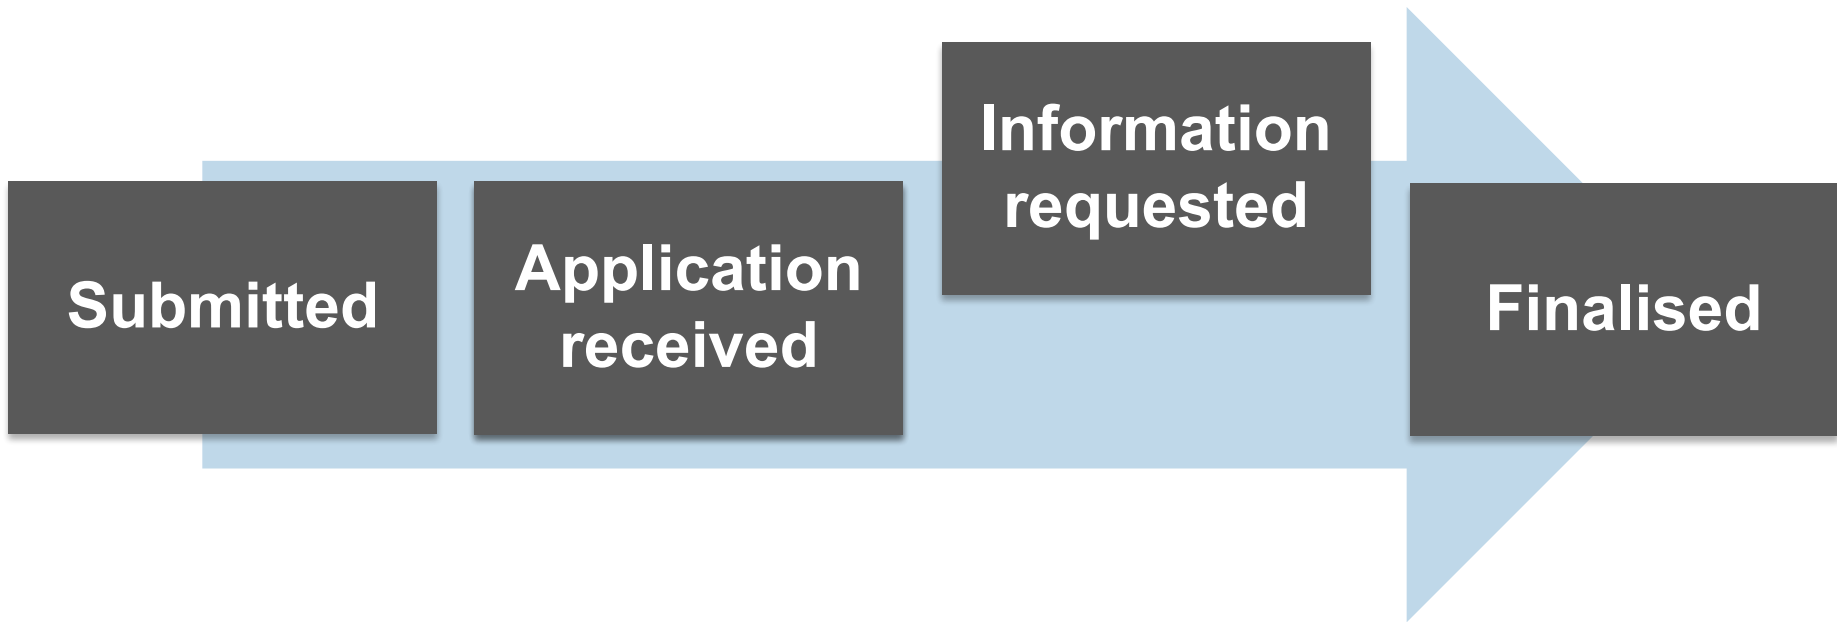 Submitted
Application
received
Information
requested
Finalised